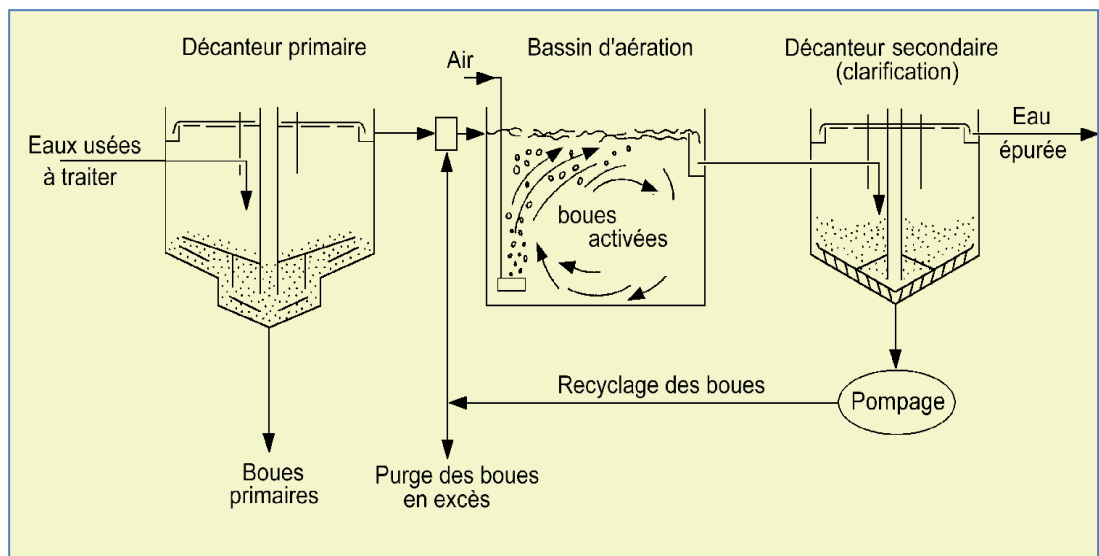 Décanteur primaire
Bassin d'aération
Décanteur secondaire
(clarification)
Air
Eaux usées
à traiter
Eau
épurée
boues
activées
Recyclage des boues
Pompage
Boues
primaires
Purge des boues
en excès